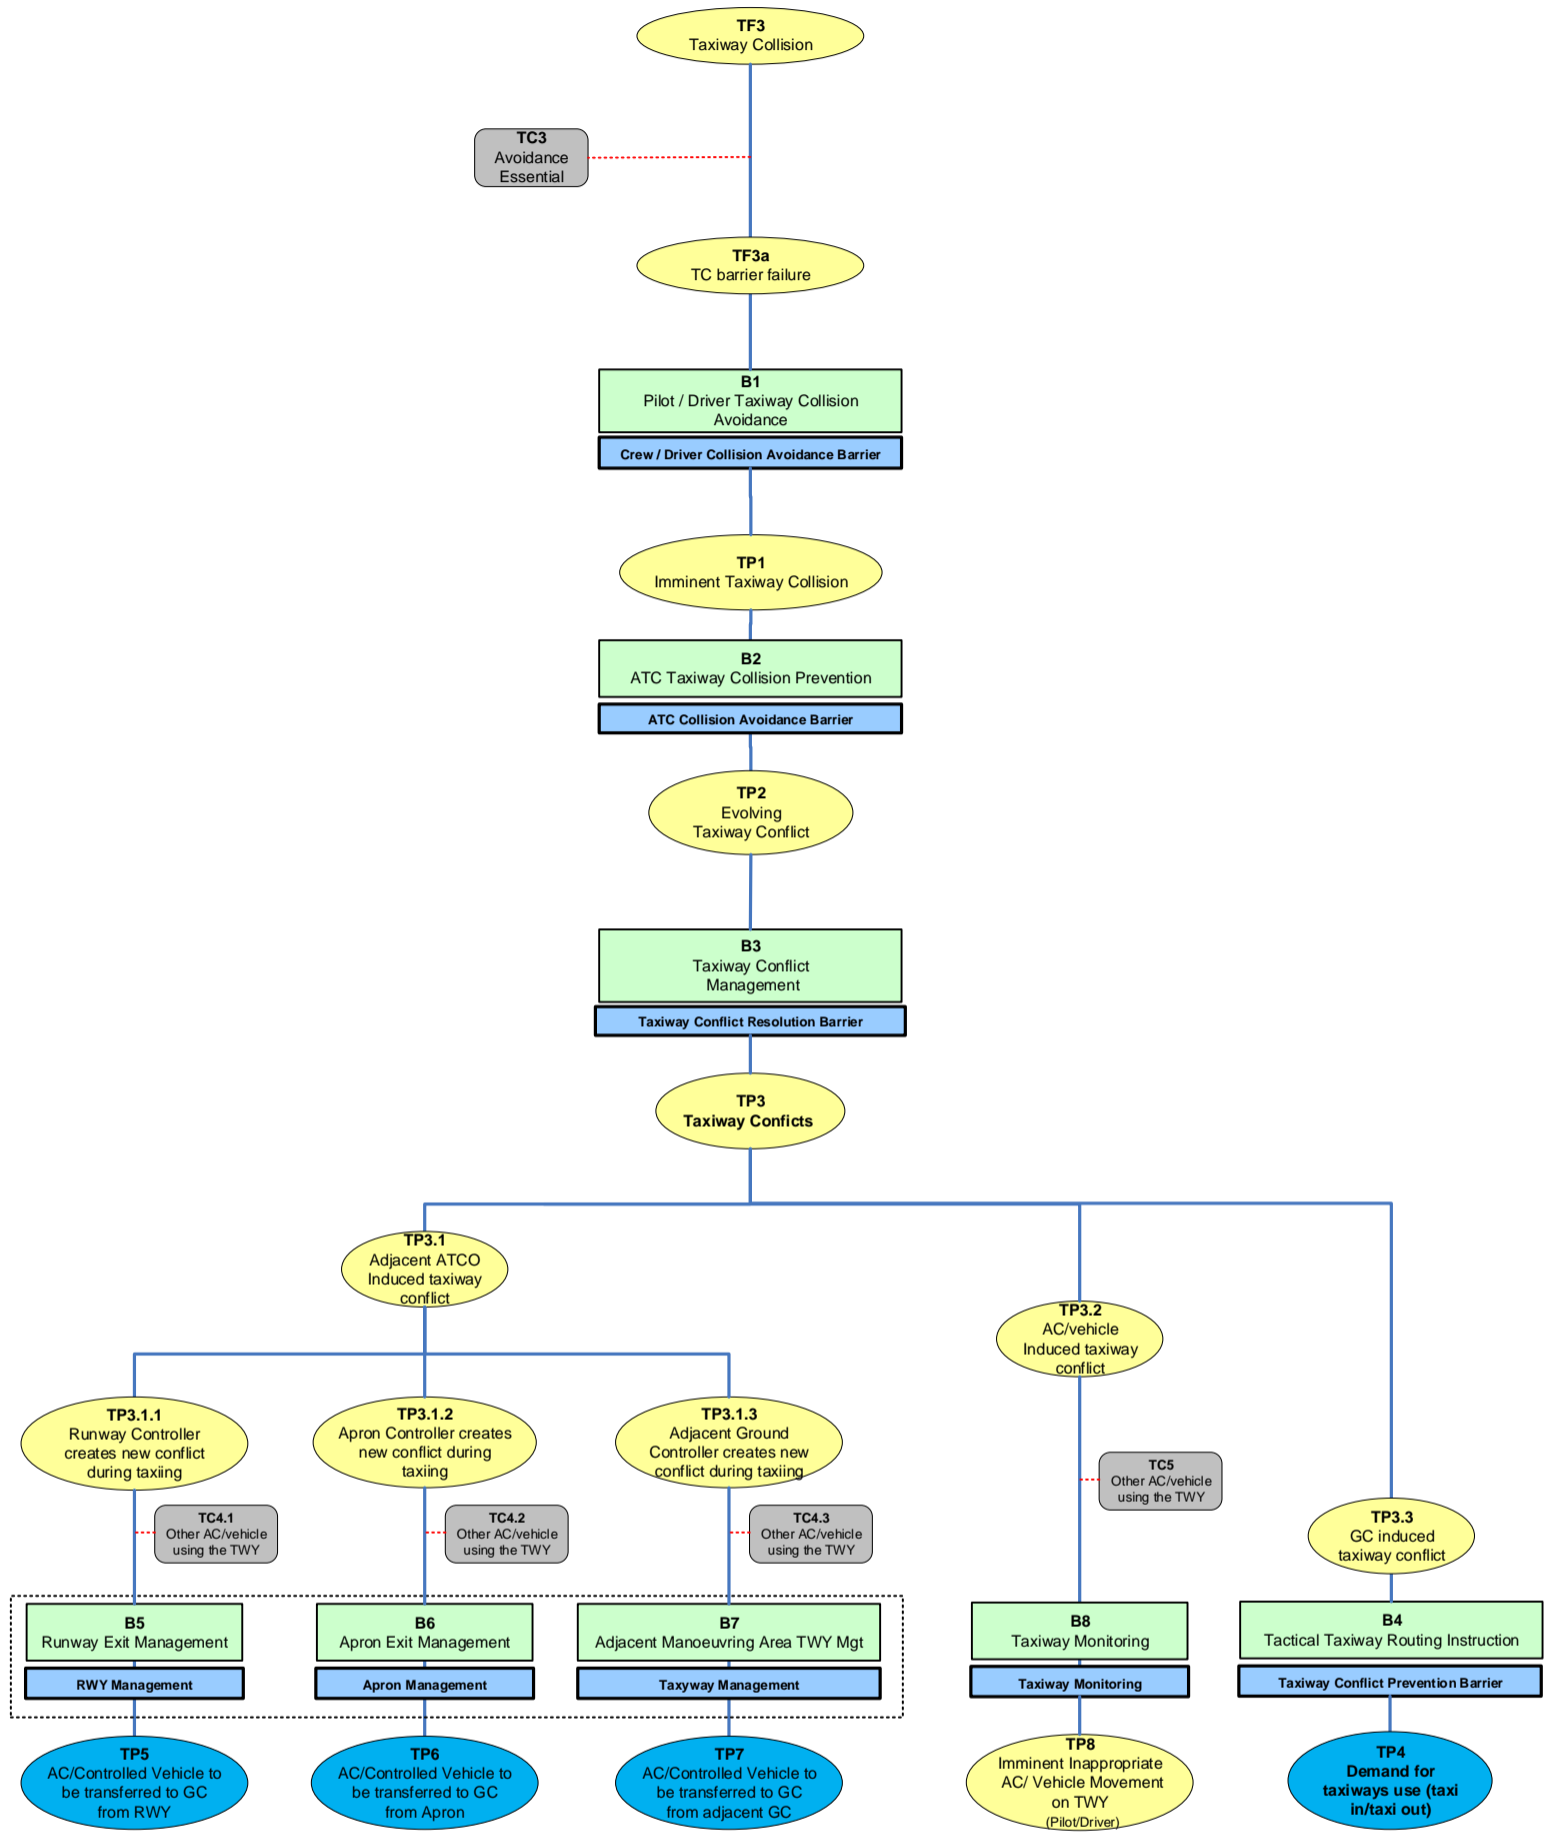 TF3
Taxiway Collision
TC3
Avoidance
Essential
TF3a
TC barrier failure
B1
Pilot / Driver Taxiway Collision
Avoidance
Crew / Driver Collision Avoidance Barrier
TP1
Imminent Taxiway Collision
B2
ATC Taxiway Collision Prevention
ATC Collision Avoidance Barrier
TP2
Evolving
Taxiway Conflict
B3
Taxiway Conflict
Management
Taxiway Conflict Resolution Barrier
TP3
Taxiway Conficts
TP3.1
Adjacent ATCO
Induced taxiway
conflict
TP3.2
AC/vehicle
Induced taxiway
conflict
TP3.1.1
Runway Controller
creates new conflict
during taxiing
TP3.1.2
Apron Controller creates
new conflict during
taxiing
TP3.1.3
Adjacent Ground
Controller creates new
conflict during taxiing
TC5
Other AC/vehicle
using the TWY
TC4.1
Other AC/vehicle
using the TWY
TC4.2
Other AC/vehicle
using the TWY
TC4.3
Other AC/vehicle
using the TWY
TP3.3
GC induced
taxiway conflict
B5
Runway Exit Management
RWY Management
B6
Apron Exit Management
Apron Management
B7
Adjacent Manoeuvring Area TWY Mgt
Taxyway Management
B8
Taxiway Monitoring
Taxiway Monitoring
B4
Tactical Taxiway Routing Instruction
Taxiway Conflict Prevention Barrier
TP5
AC/Controlled Vehicle to
be transferred to GC
from RWY
TP6
AC/Controlled Vehicle to
be transferred to GC
from Apron
TP7
AC/Controlled Vehicle to
be transferred to GC
from adjacent GC
TP8
Imminent Inappropriate
AC/ Vehicle Movement
on TWY
(Pilot/Driver)
TP4
Demand for
taxiways use (taxi
in/taxi out)